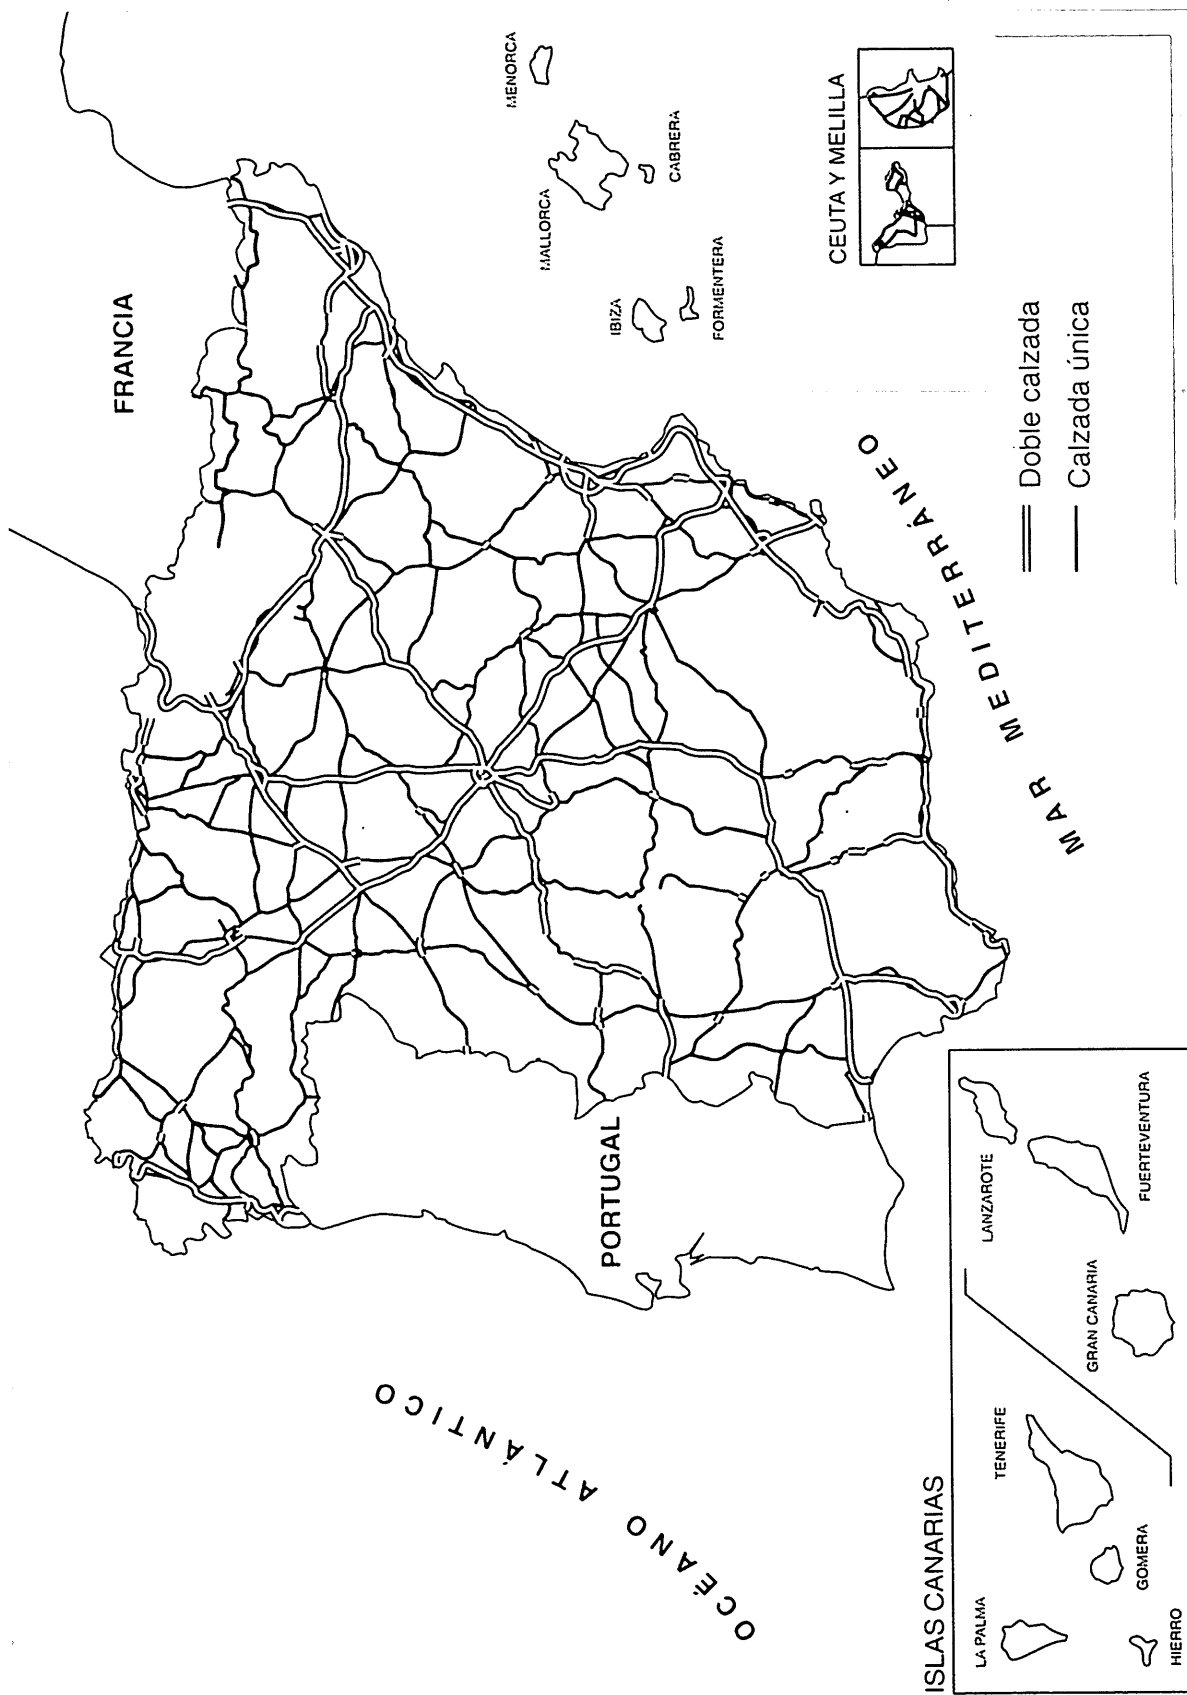 FRANCIA
MENORCA
MALLORCA
CABRERA
IBIZA
FORMENTERA
PORTUGAL
OCÉANO ATLÁNTICO
MAR MEDITERRÁNEO
CEUTA Y MELILLA
Doble calzada
Calzada única
ISLAS CANARIAS
LA PALMA
TENERIFE
LANZAROTE
HIERRO
GOMERA
GRAN CANARIA
FUERTEVENTURA